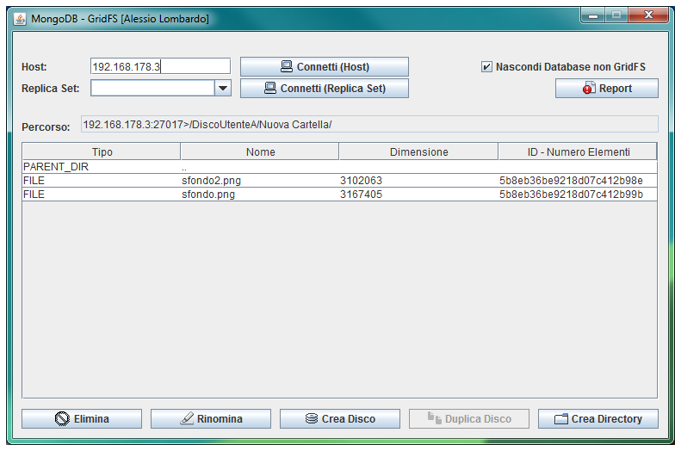 MongoDB - GridFS [Alessio Lombardo]
Host: 192.168.178.3 Connetti (Host) Nascondi Database non GridFS
Replica Set: Connetti (Replica Set) Report
Percorso: 192.168.178.3:27017>/DiscoUtenteA/Nuova Cartella/
Tipo Nome Dimensione ID - Numero Elementi
PARENT_DIR ..
FILE sfondo2.png 3102063 5b8eb36be9218d07c412b98e
FILE sfondo.png 3167405 5b8eb36be9218d07c412b99b
Elimina Rinomina Crea Disco Duplica Disco Crea Directory